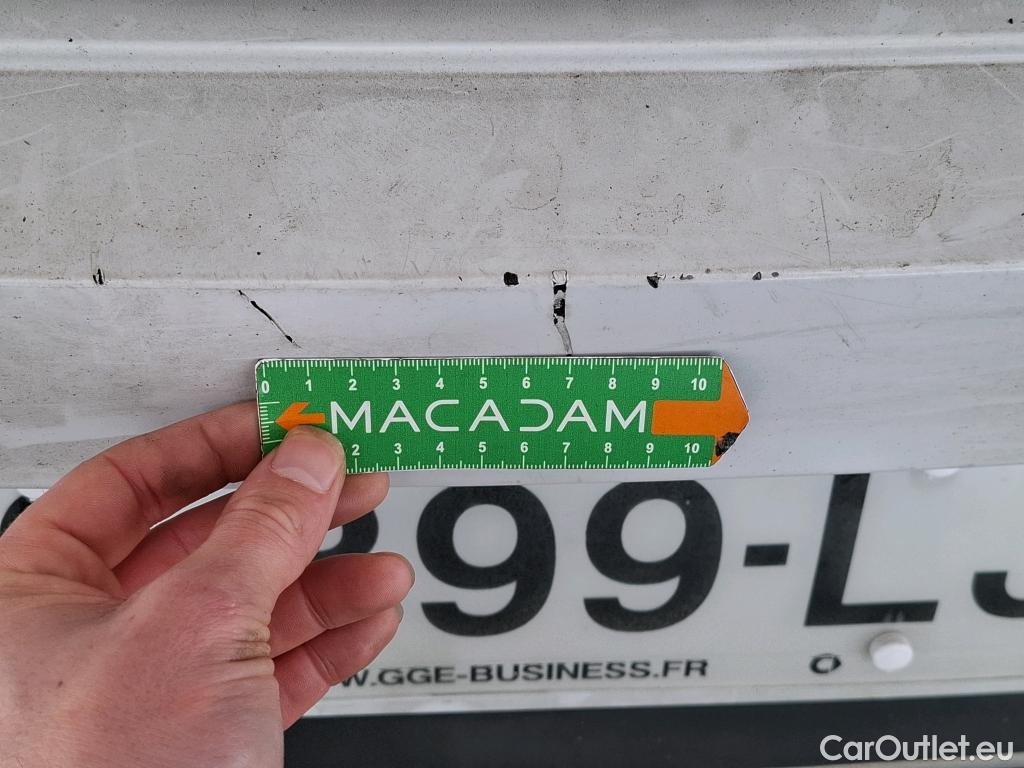 0 1 2 3 4 5 6 7 8 9 10
MACADAM
2 3 4 5 6 7 8 9 10
99-L
W.GGE-BUSINESS.FR
CarOutlet.eu